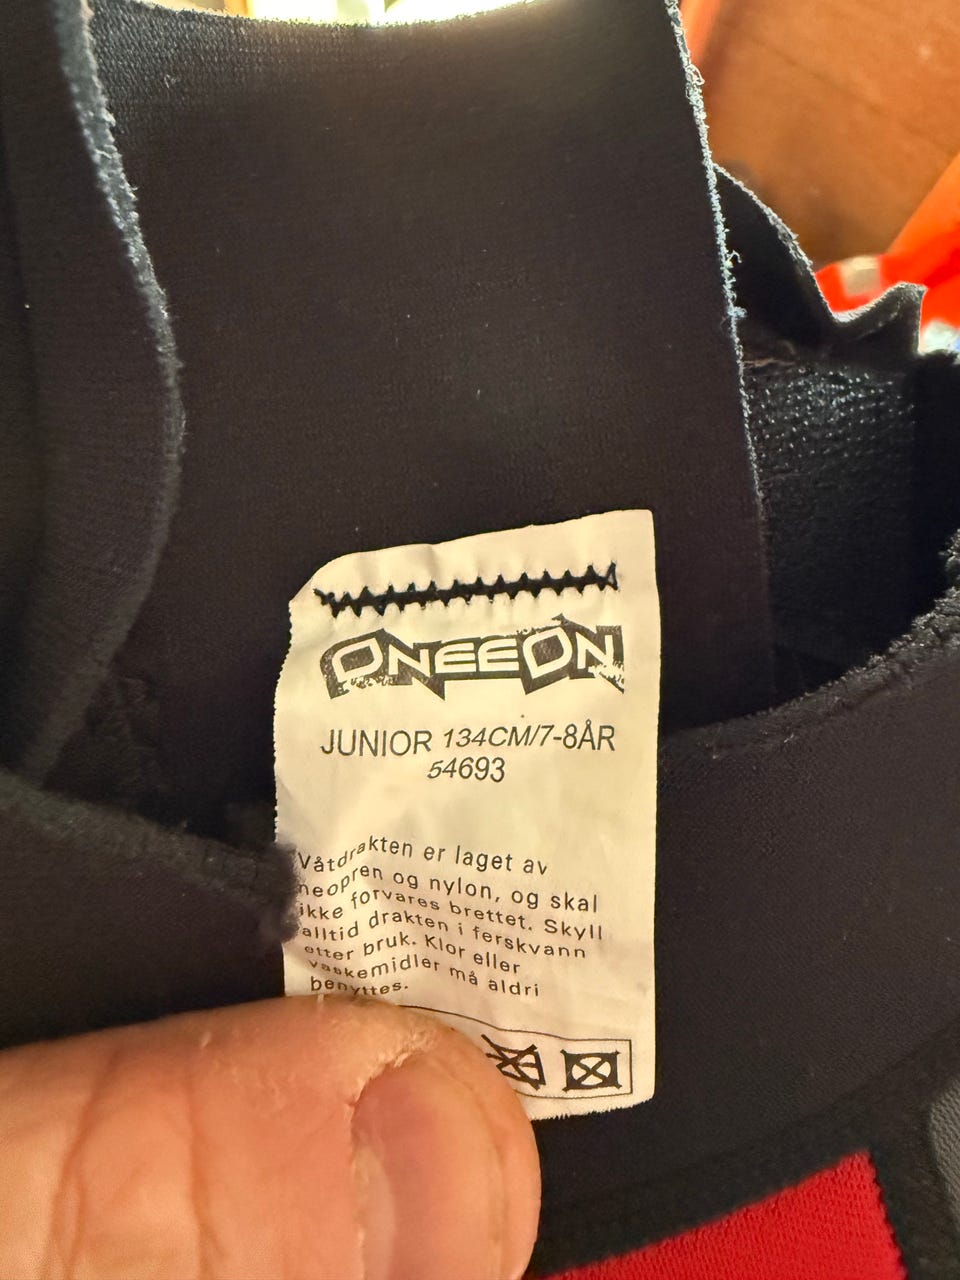 ONEEON
JUNIOR 134CM/7-8ÅR
54693
Våtdrakten er laget av
neopren og nylon, og skal
ikke forvares brettet. Skyll
alltid drakten i ferskvann
etter bruk. Klor eller
vaskemidler må aldri
benyttes.